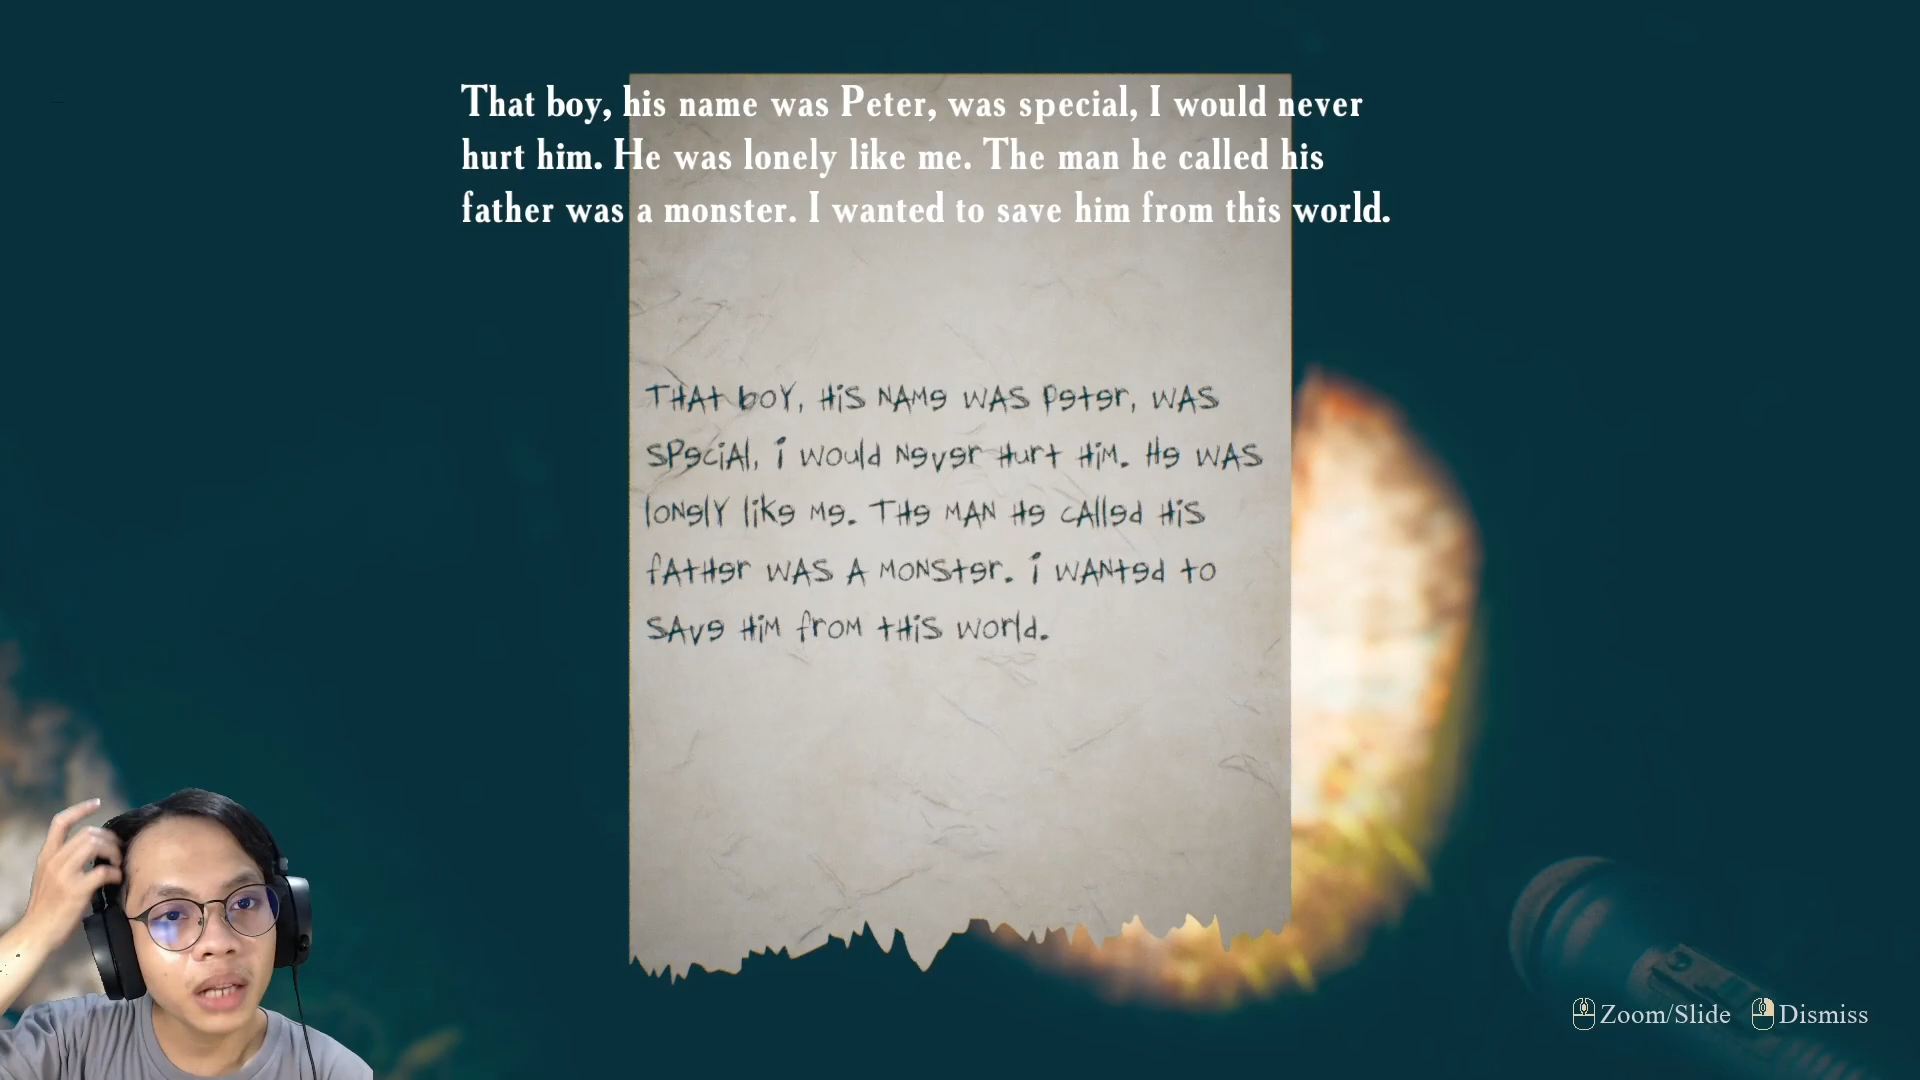 That boy, his name was Peter, was special, I would never
hurt him. He was lonely like me. The man he called his
father was a monster. I wanted to save him from this world.
THAt boY, HiS NAMe WAS Peter, WAS
SPeciAl, i would Never Hurt HiM. He WAS
loNelY like Me. THe MAN He cAlled HiS
fAtHer WAS A MoNSter. i wANted to
SAve HiM froM tHiS world.
Zoom/Slide Dismiss